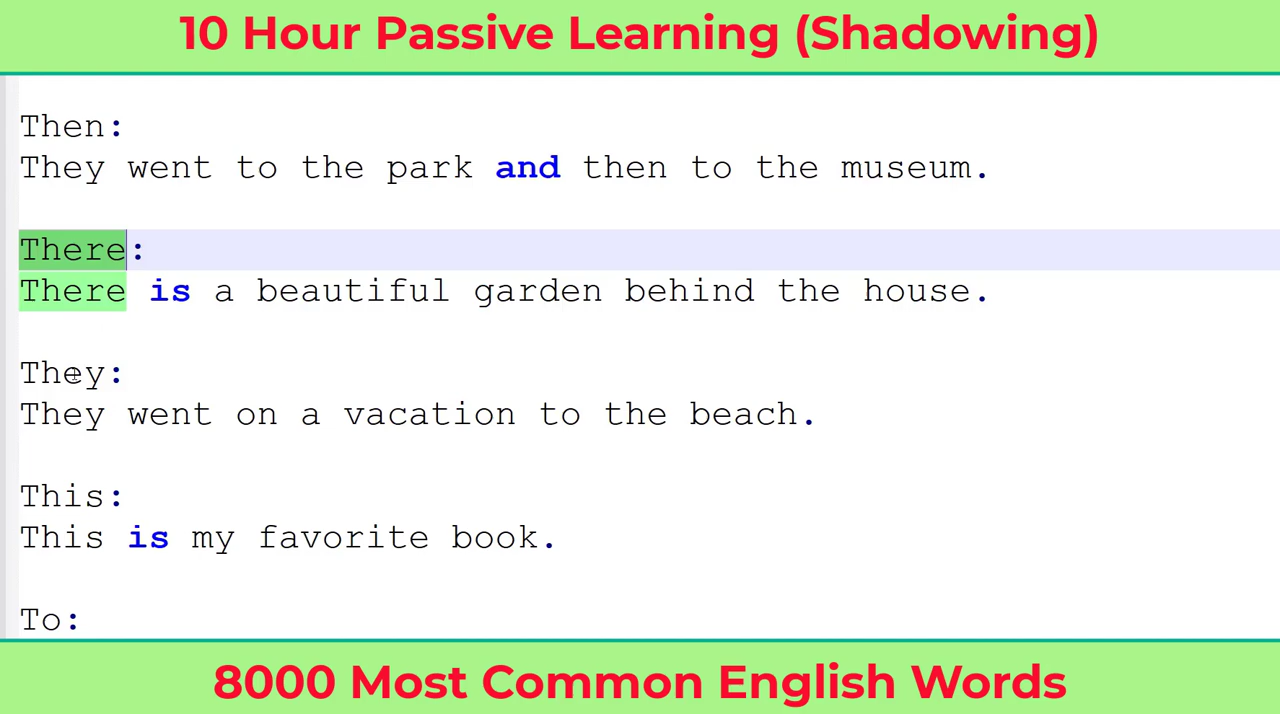 10 Hour Passive Learning (Shadowing)
Then:
They went to the park and then to the museum.
There:
There is a beautiful garden behind the house.
They:
They went on a vacation to the beach.
This:
This is my favorite book.
To:
8000 Most Common English Words